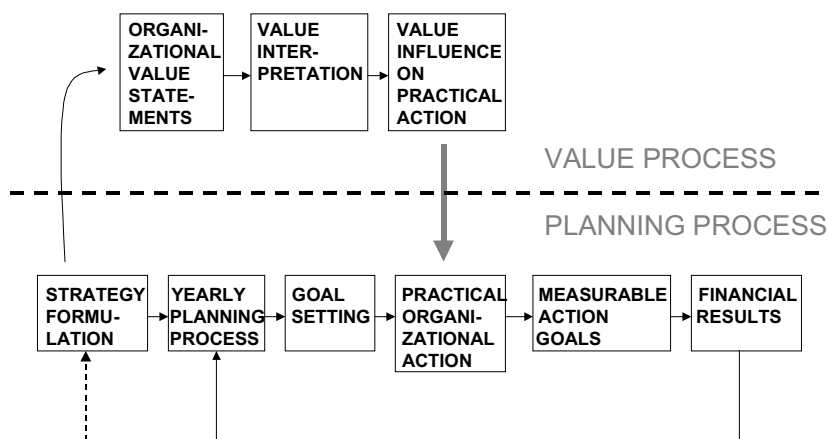 ORGANI-
ZATIONAL
VALUE
STATE-
MENTS
VALUE
INTER-
PRETATION
VALUE
INFLUENCE
ON
PRACTICAL
ACTION
VALUE PROCESS
PLANNING PROCESS
STRATEGY
FORMU-
LATION
YEARLY
PLANNING
PROCESS
GOAL
SETTING
PRACTICAL
ORGANI-
ZATIONAL
ACTION
MEASURABLE
ACTION
GOALS
FINANCIAL
RESULTS